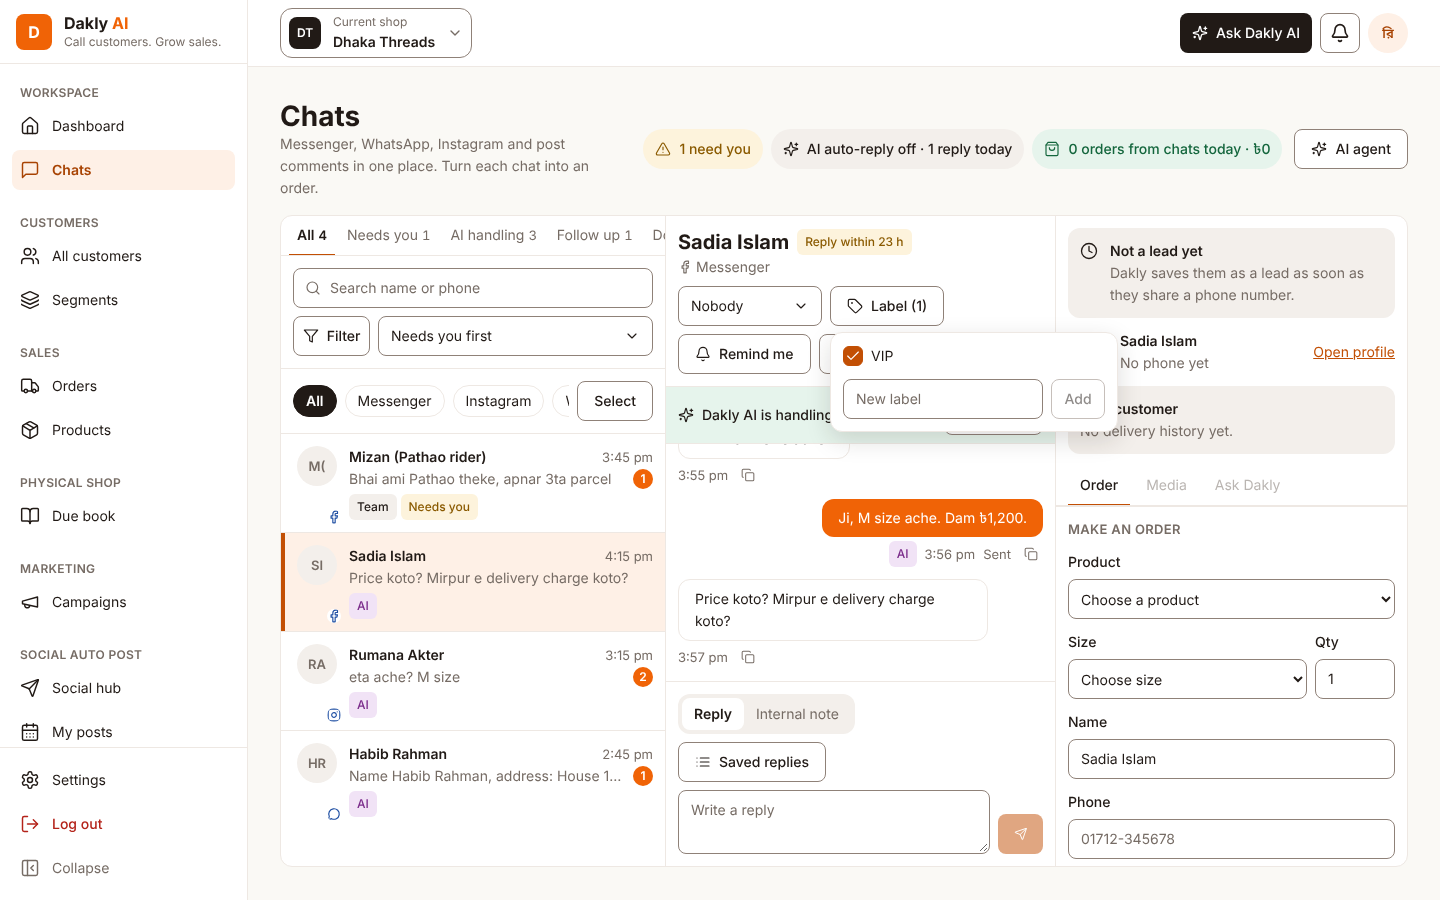 D
Dakly AI
Call customers. Grow sales.
WORKSPACE
Dashboard
Chats
CUSTOMERS
All customers
Segments
SALES
Orders
Products
PHYSICAL SHOP
Due book
MARKETING
Campaigns
SOCIAL AUTO POST
Social hub
My posts
Settings
Log out
Collapse
DT
Current shop
Dhaka Threads
Ask Dakly AI
রি
Chats
Messenger, WhatsApp, Instagram and post
comments in one place. Turn each chat into an
order.
1 need you
AI auto-reply off · 1 reply today
0 orders from chats today · ৳0
AI agent
All 4
Needs you 1
AI handling 3
Follow up 1
Search name or phone
Filter
Needs you first
All
Messenger
Instagram
Select
M(
Mizan (Pathao rider)
3:45 pm
Bhai ami Pathao theke, apnar 3ta parcel
1
Team
Needs you
SI
Sadia Islam
4:15 pm
Price koto? Mirpur e delivery charge koto?
AI
RA
Rumana Akter
3:15 pm
eta ache? M size
2
AI
HR
Habib Rahman
2:45 pm
Name Habib Rahman, address: House 1...
1
AI
Sadia Islam
Reply within 23 h
Messenger
Nobody
Label (1)
Remind me
VIP
New label
Add
Dakly AI is handling
3:55 pm
Ji, M size ache. Dam ৳1,200.
AI
3:56 pm
Sent
Price koto? Mirpur e delivery charge
koto?
3:57 pm
Reply
Internal note
Saved replies
Write a reply
Not a lead yet
Dakly saves them as a lead as soon as
they share a phone number.
Sadia Islam
No phone yet
Open profile
customer
No delivery history yet.
Order
Media
Ask Dakly
MAKE AN ORDER
Product
Choose a product
Size
Qty
Choose size
1
Name
Sadia Islam
Phone
01712-345678